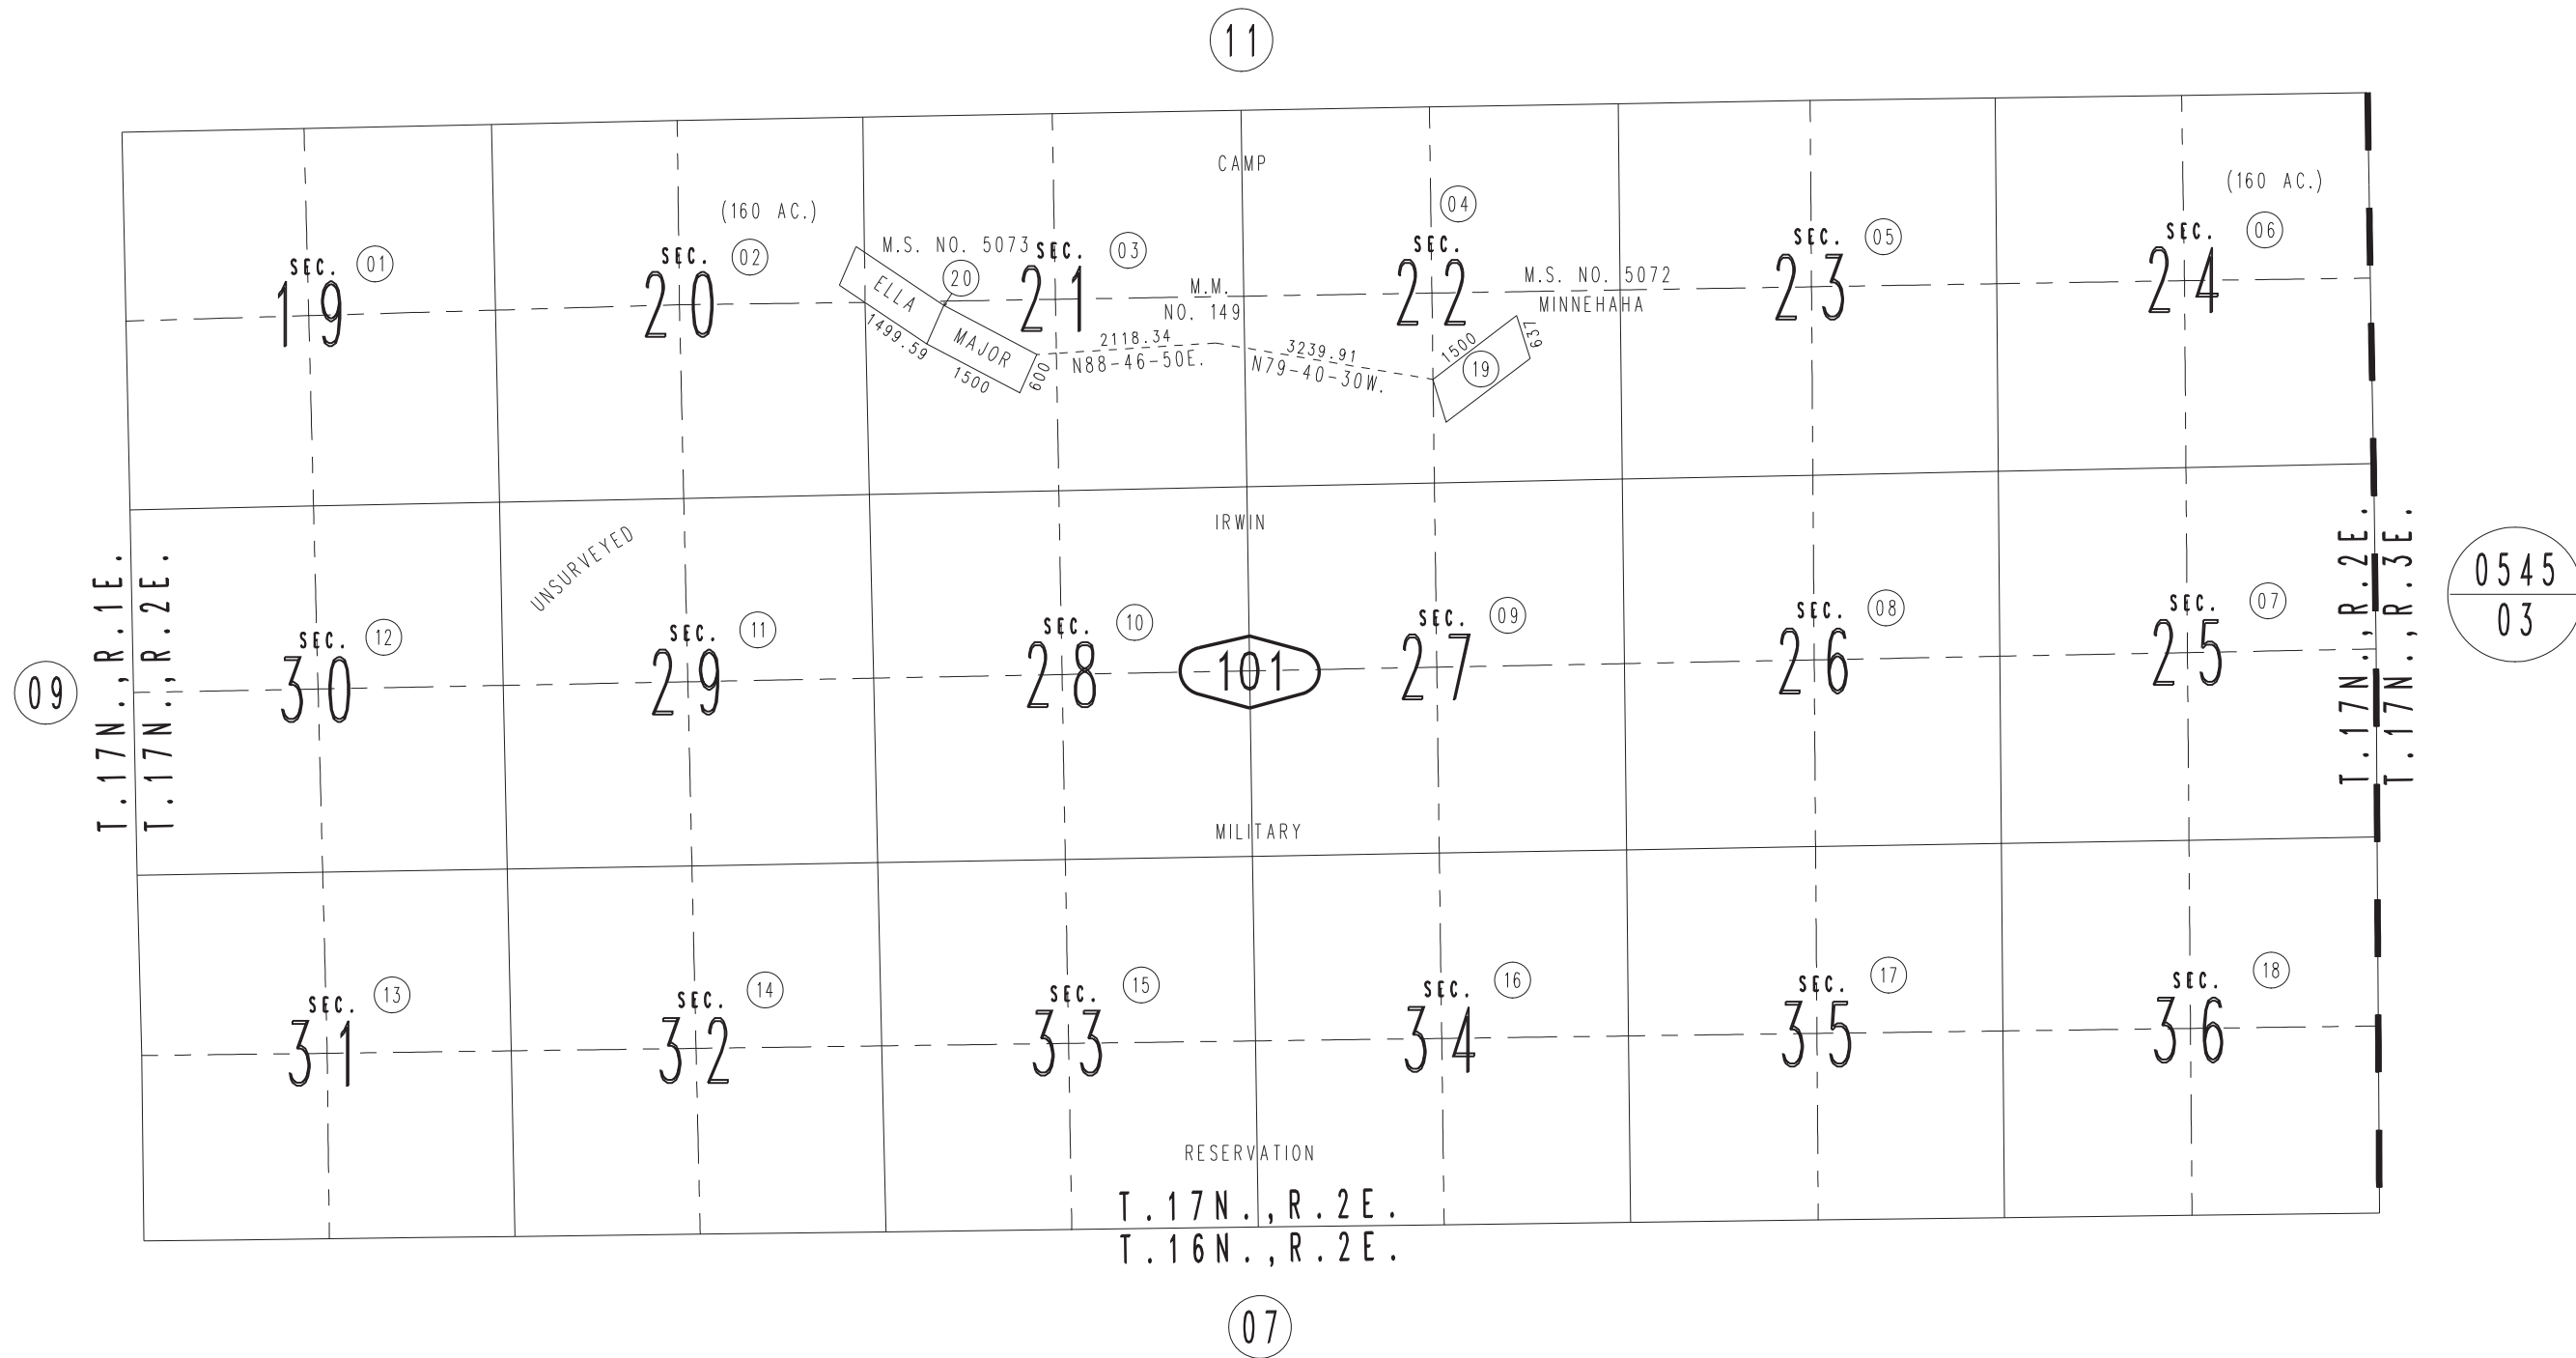 11
CAMP
(160 AC.)
(160 AC.)
SEC.
19
01
SEC.
20
02
M.S. NO. 5073
SEC.
21
03
20
ELLA
MAJOR
1499.59
1500
600
M.M.
NO. 149
2118.34
N88-46-50E.
3239.91
N79-40-30W.
04
SEC.
22
M.S. NO. 5072
MINNEHAHA
1500
637
19
SEC.
23
05
SEC.
24
06
UNSURVEYED
IRWIN
09
T.17N.,R.1E.
T.17N.,R.2E.
SEC.
30
12
SEC.
29
11
SEC.
28
10
101
SEC.
27
09
SEC.
26
08
SEC.
25
07
T.17N.,R.2E.
T.17N.,R.3E.
0545
03
MILITARY
SEC.
31
13
SEC.
32
14
SEC.
33
15
SEC.
34
16
SEC.
35
17
SEC.
36
18
RESERVATION
T.17N.,R.2E.
T.16N.,R.2E.
07